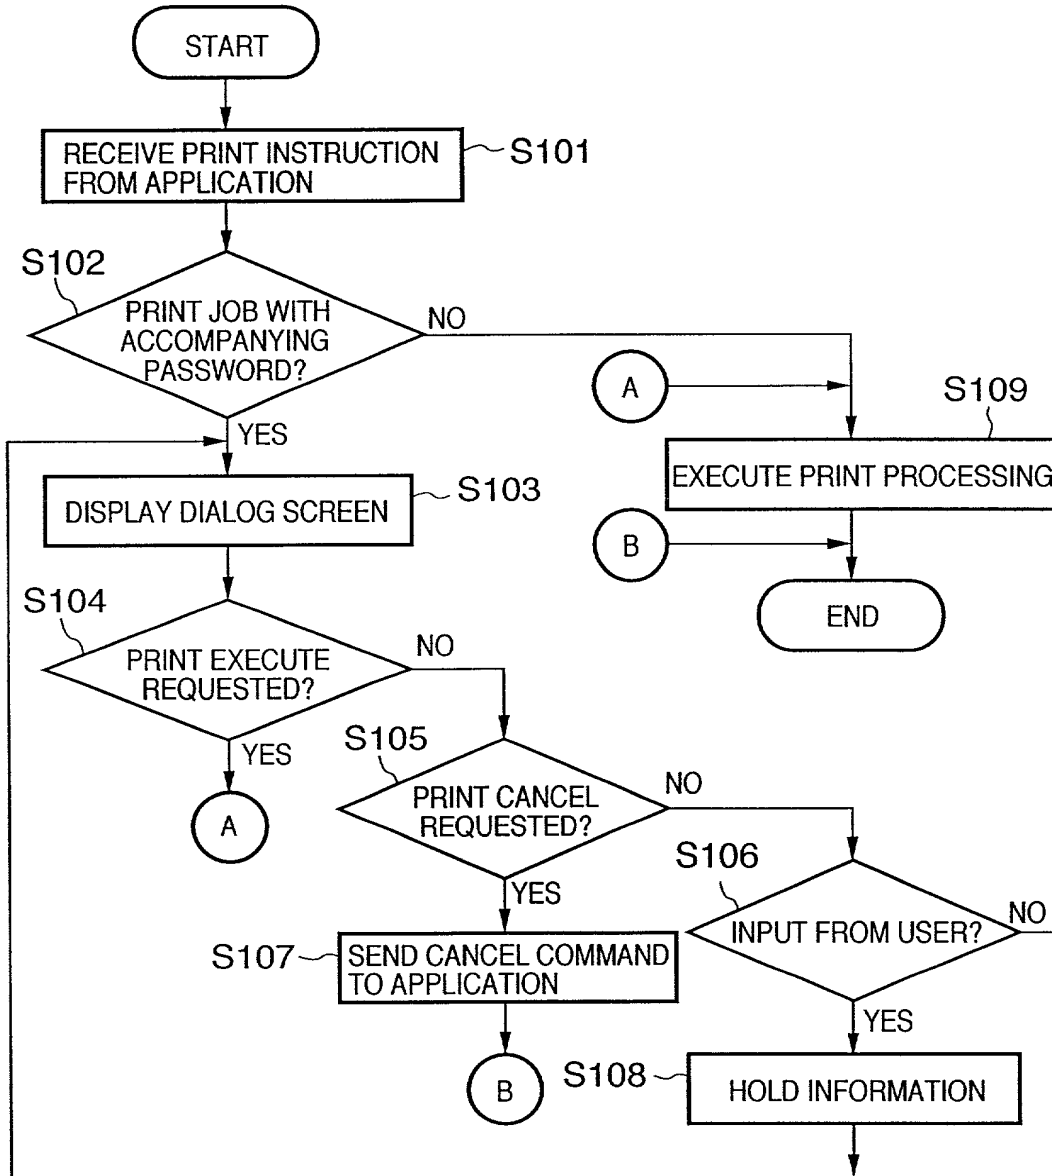 START
RECEIVE PRINT INSTRUCTION
FROM APPLICATION
S101
S102
PRINT JOB WITH
ACCOMPANYING
PASSWORD?
NO
YES
A
S109
EXECUTE PRINT PROCESSING
B
END
DISPLAY DIALOG SCREEN
S103
S104
PRINT EXECUTE
REQUESTED?
NO
YES
A
S105
PRINT CANCEL
REQUESTED?
NO
YES
S106
INPUT FROM USER?
NO
YES
S107
SEND CANCEL COMMAND
TO APPLICATION
B
S108
HOLD INFORMATION